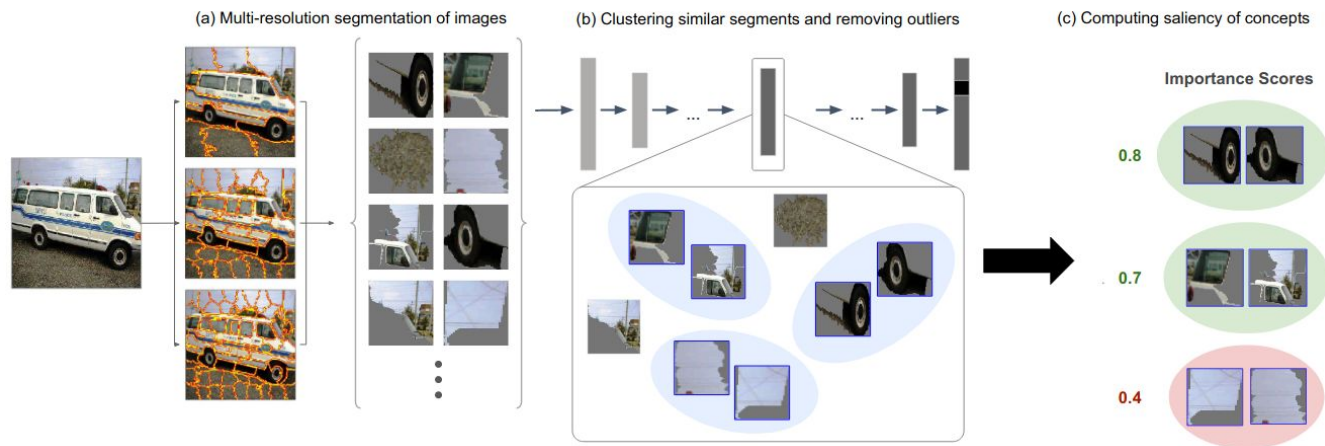 (a) Multi-resolution segmentation of images
(b) Clustering similar segments and removing outliers
(c) Computing saliency of concepts
... ...
Importance Scores
0.8
0.7
0.4